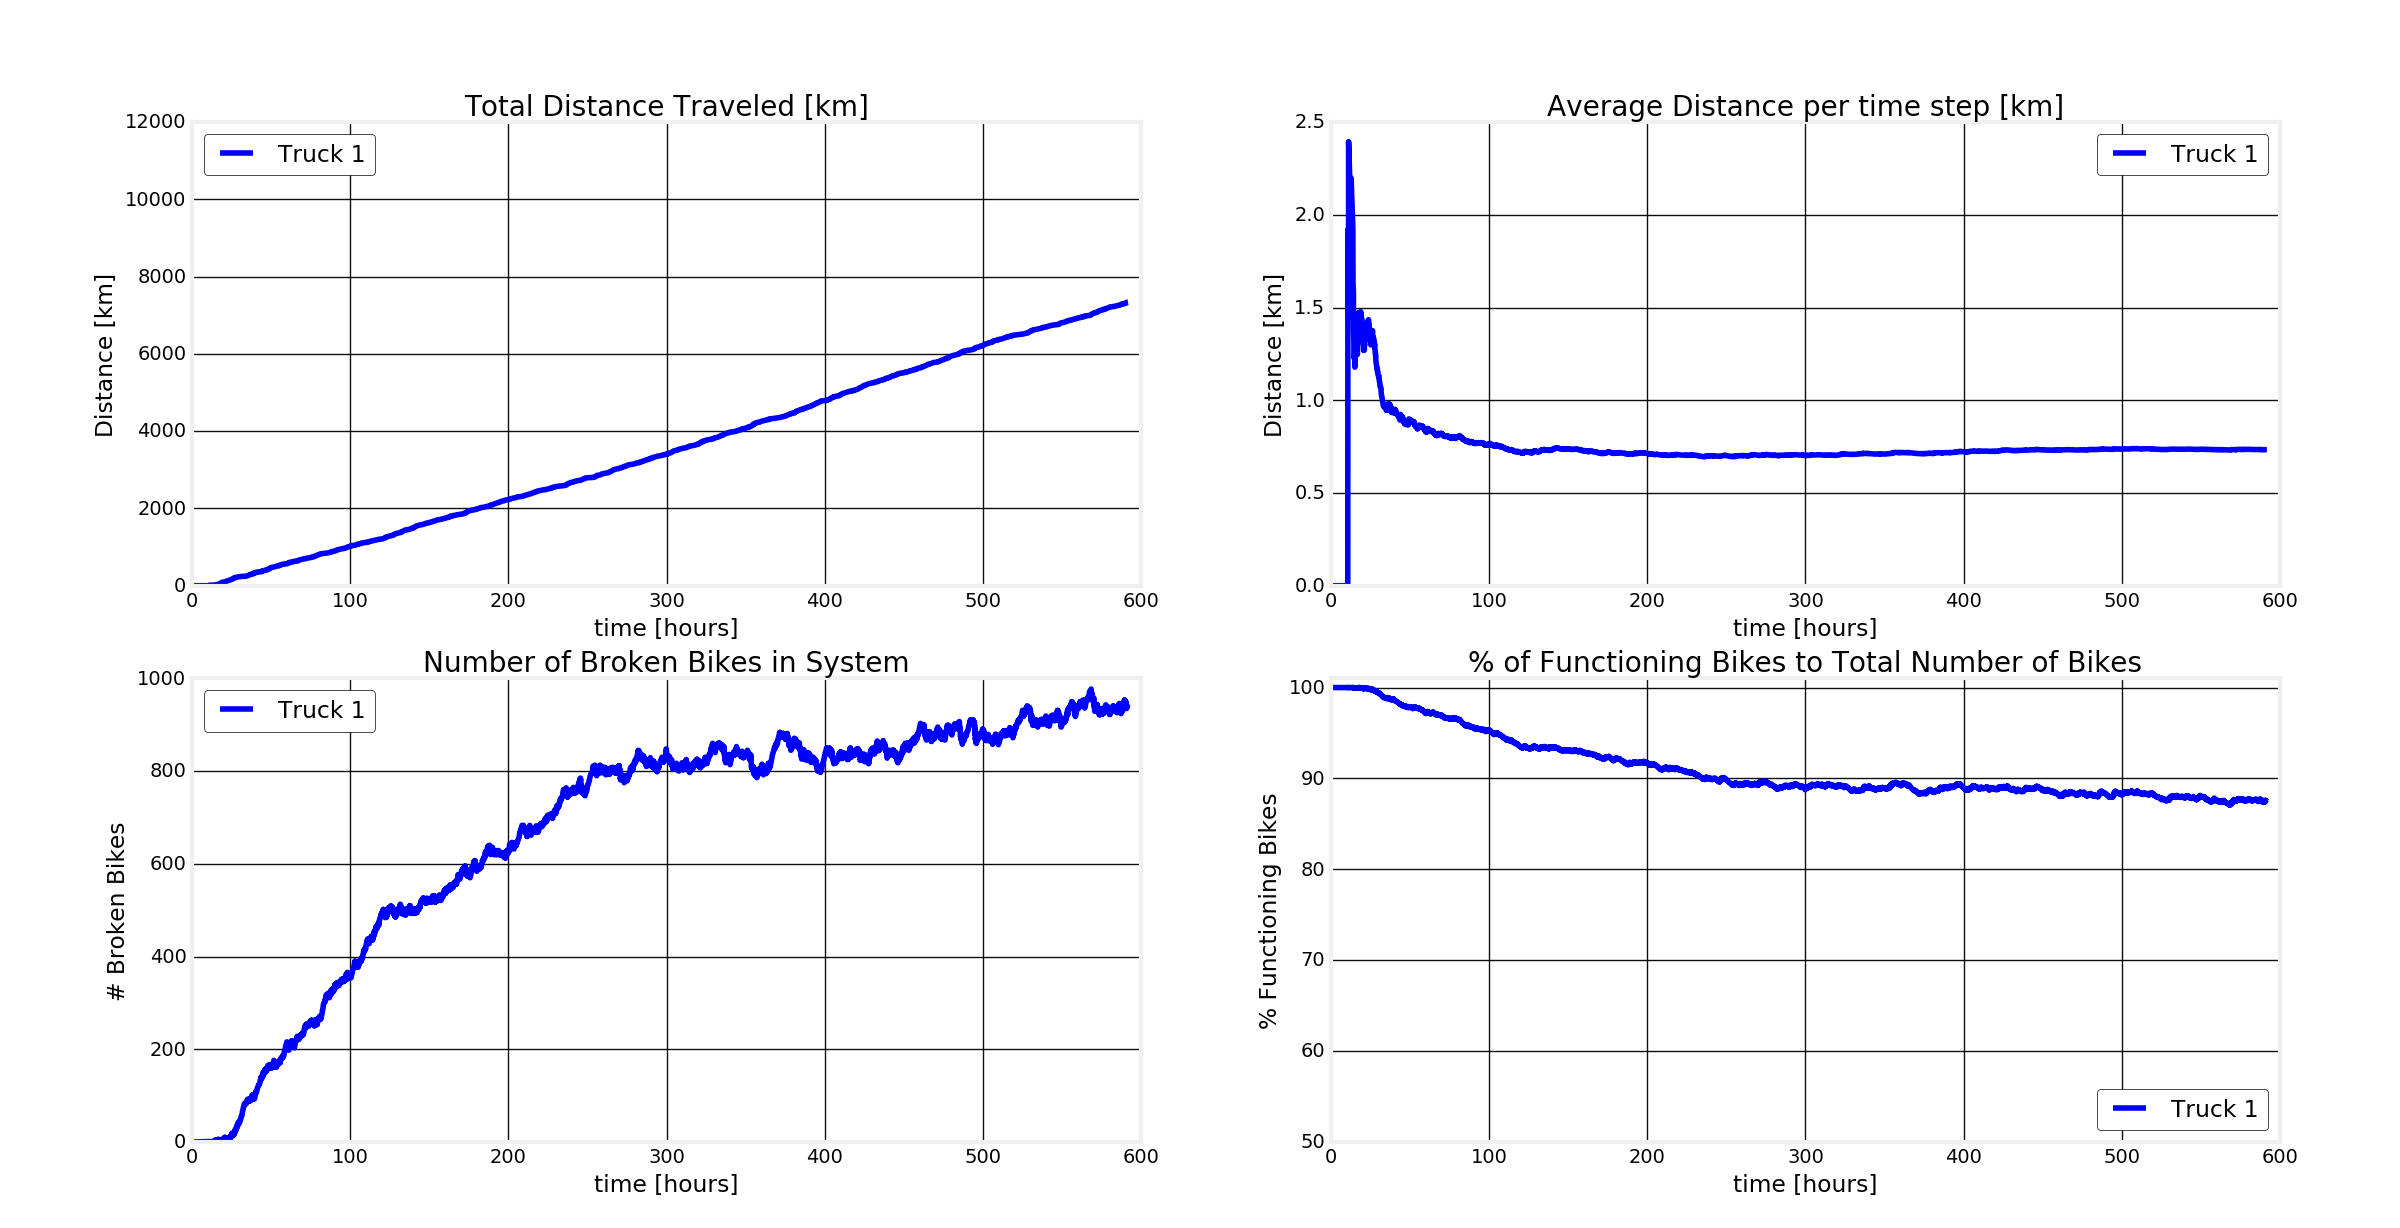 Total Distance Traveled [km]
12000
10000
8000
6000
4000
2000
0
Distance [km]
Truck 1
0 100 200 300 400 500 600
time [hours]
Average Distance per time step [km]
2.5
2.0
1.5
1.0
0.5
0.0
Distance [km]
Truck 1
0 100 200 300 400 500 600
time [hours]
Number of Broken Bikes in System
1000
800
600
400
200
0
# Broken Bikes
Truck 1
0 100 200 300 400 500 600
time [hours]
% of Functioning Bikes to Total Number of Bikes
100
90
80
70
60
50
% Functioning Bikes
Truck 1
0 100 200 300 400 500 600
time [hours]